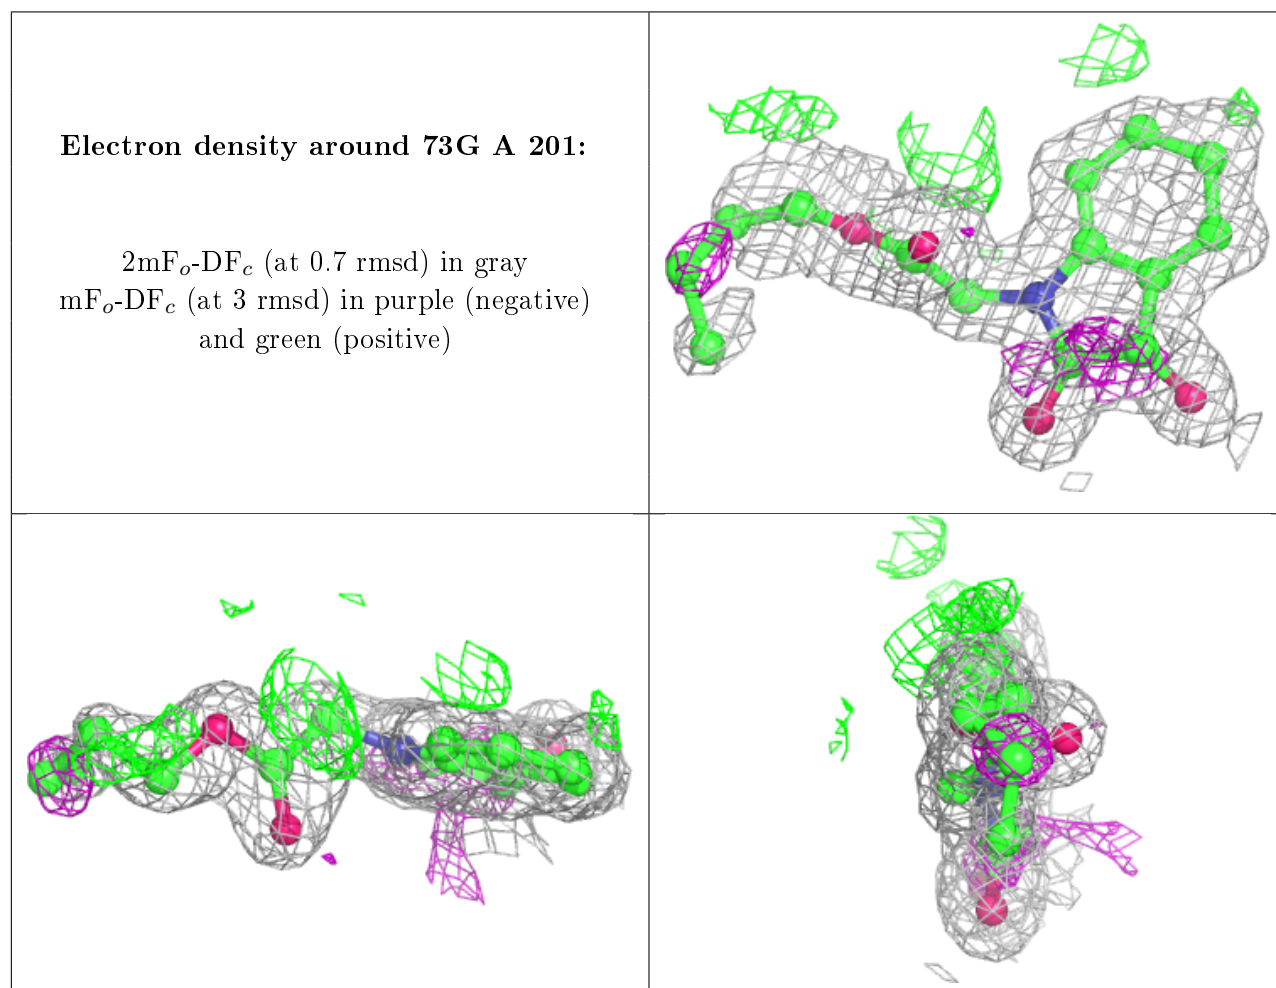 Electron density around 73G A 201:
2mFₒ-DF𝒸 (at 0.7 rmsd) in gray
mFₒ-DF𝒸 (at 3 rmsd) in purple (negative)
and green (positive)